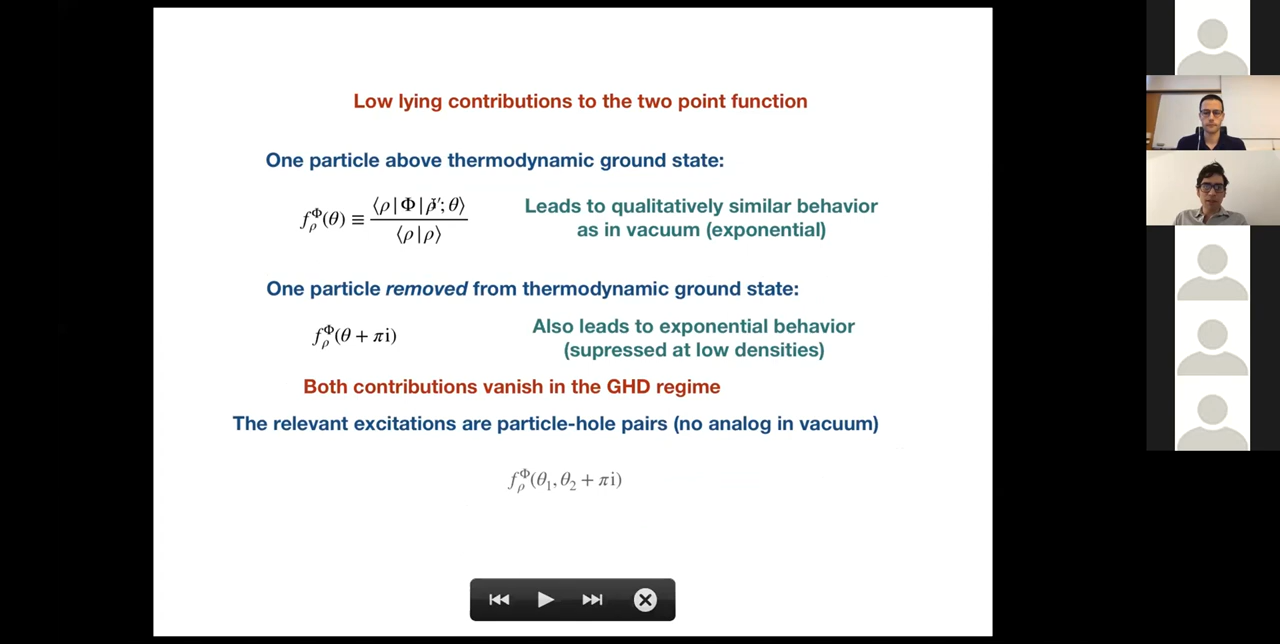 Low lying contributions to the two point function
One particle above thermodynamic ground state:
f_ρ^Φ(θ) ≡ ⟨ρ|Φ|ρ̌′; θ⟩ / ⟨ρ|ρ⟩
Leads to qualitatively similar behavior
as in vacuum (exponential)
One particle removed from thermodynamic ground state:
f_ρ^Φ(θ + πi)
Also leads to exponential behavior
(supressed at low densities)
Both contributions vanish in the GHD regime
The relevant excitations are particle-hole pairs (no analog in vacuum)
f_ρ^Φ(θ₁, θ₂ + πi)